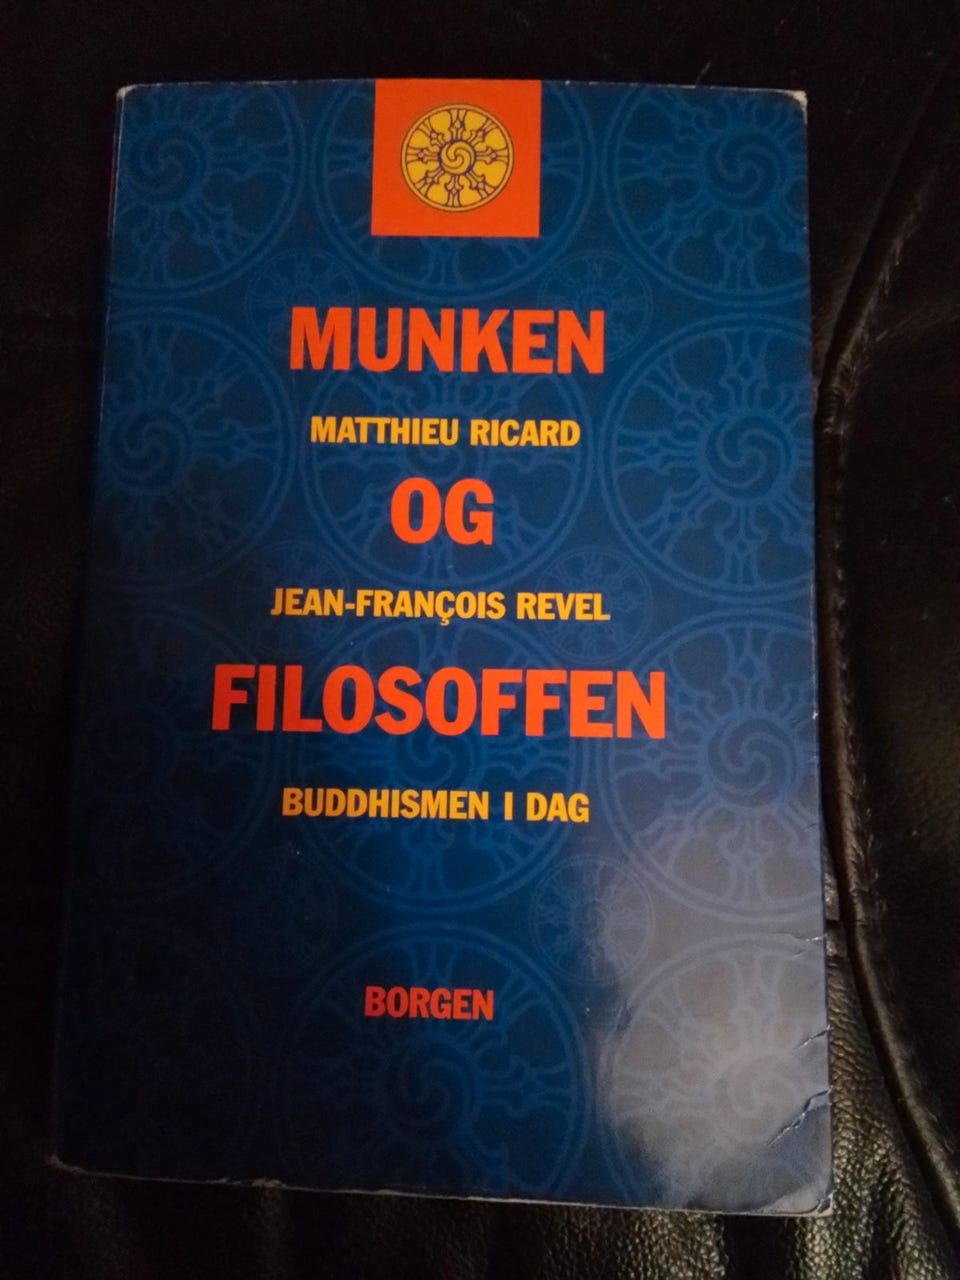 MUNKEN
MATTHIEU RICARD
OG
JEAN-FRANÇOIS REVEL
FILOSOFFEN
BUDDHISMEN I DAG
BORGEN